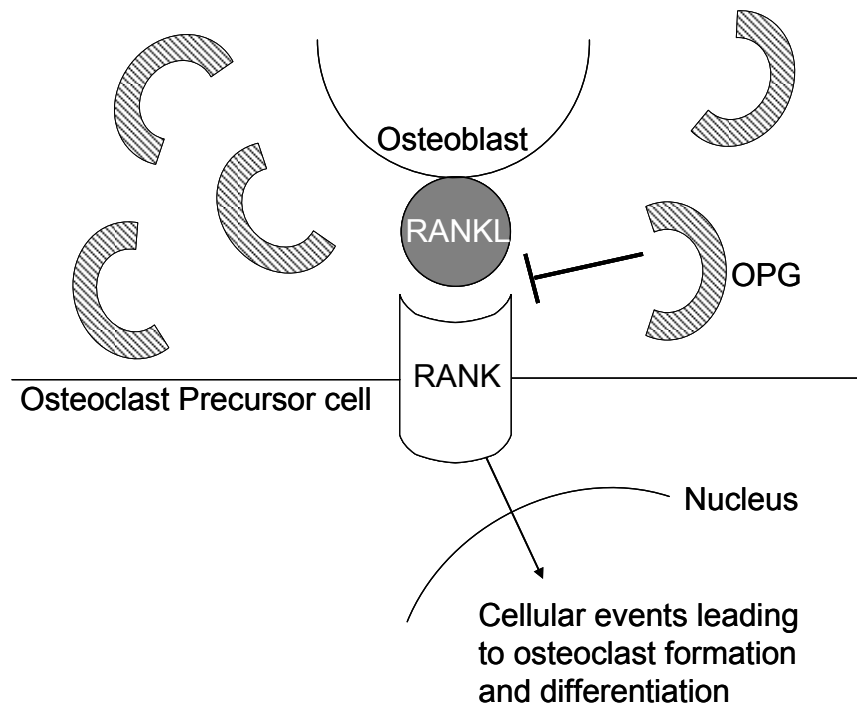 Osteoblast
RANKL
OPG
RANK
Osteoclast Precursor cell
Nucleus
Cellular events leading
to osteoclast formation
and differentiation